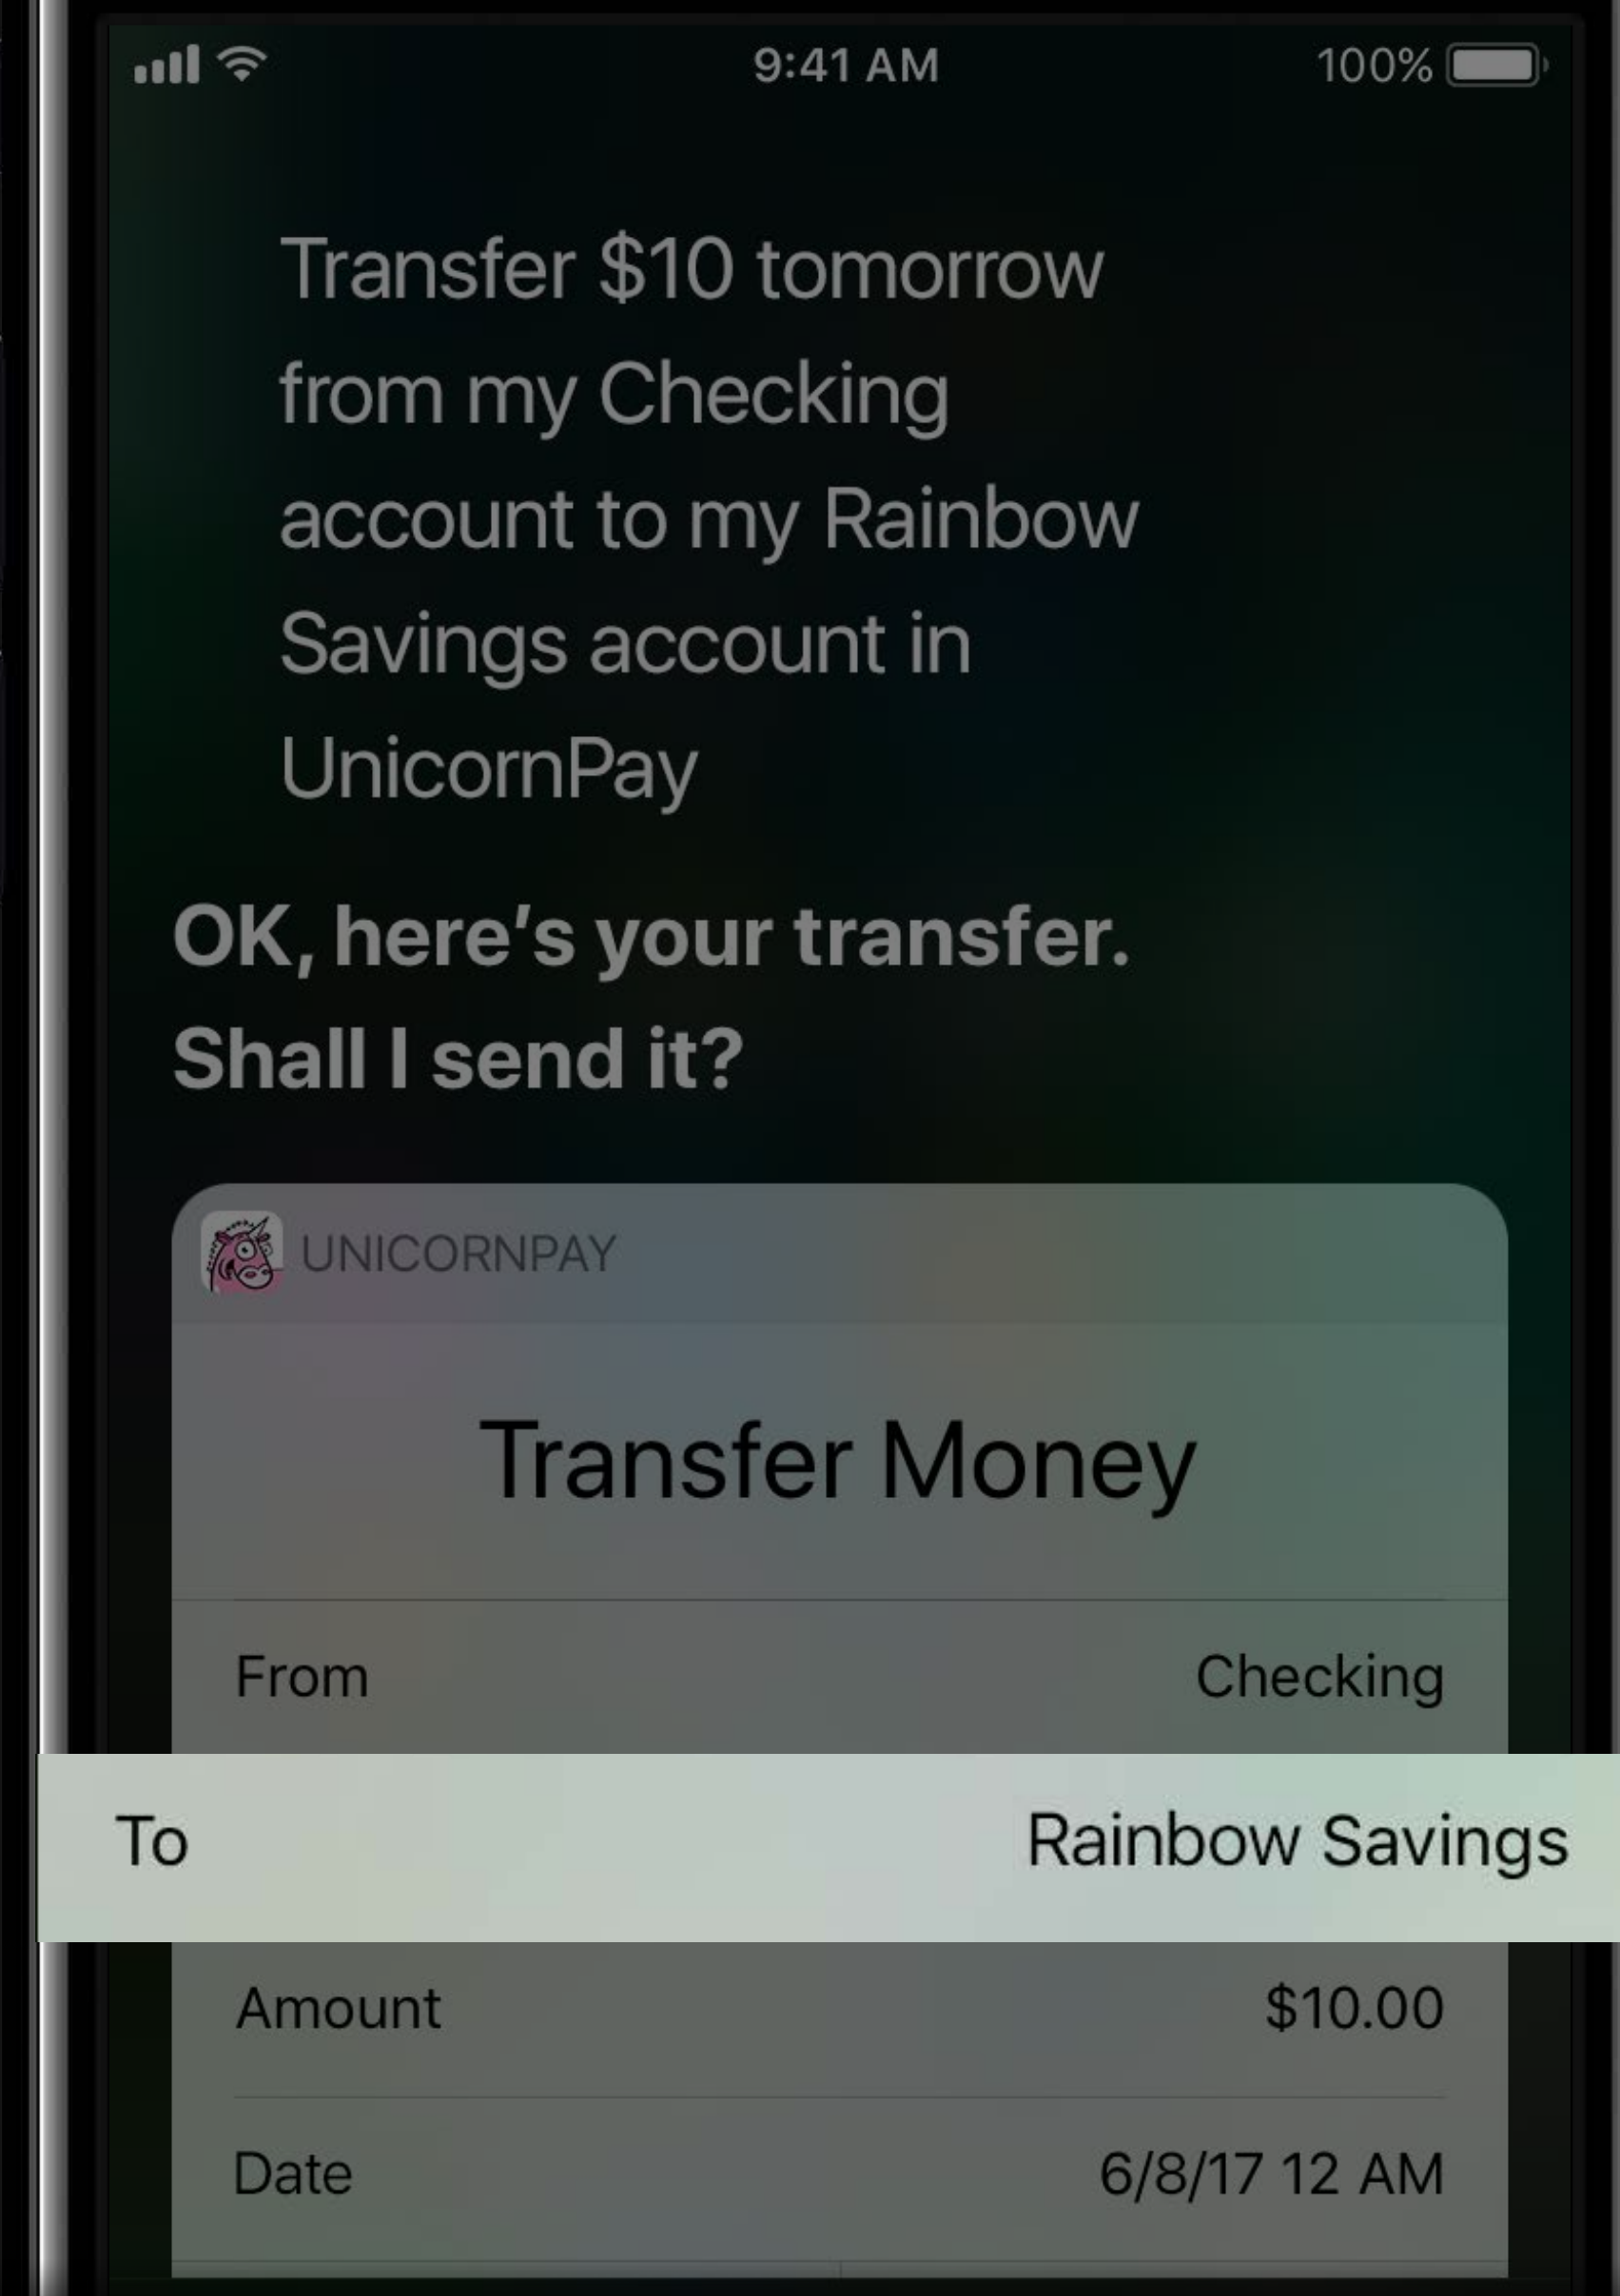 9:41 AM 100%
Transfer $10 tomorrow
from my Checking
account to my Rainbow
Savings account in
UnicornPay
OK, here’s your transfer.
Shall I send it?
UNICORNPAY
Transfer Money
From Checking
To Rainbow Savings
Amount $10.00
Date 6/8/17 12 AM